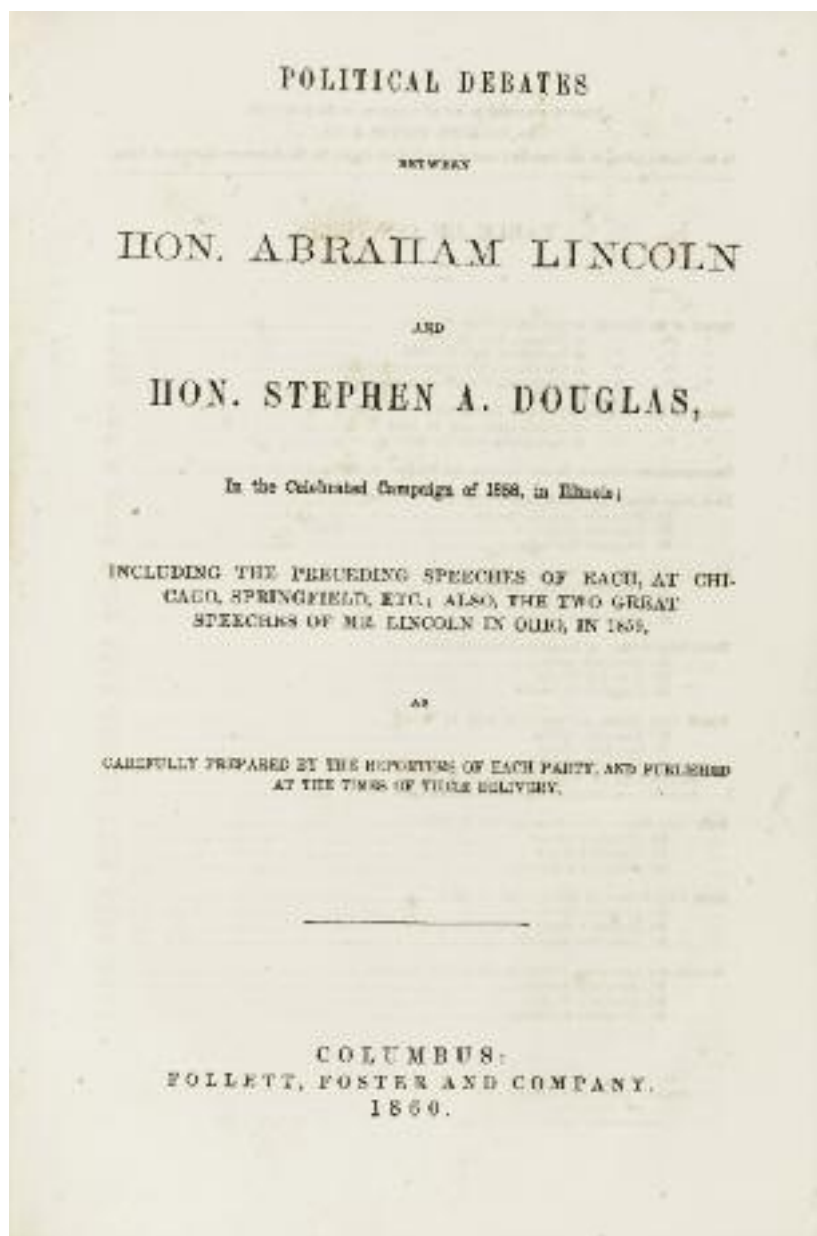 POLITICAL DEBATES
BETWEEN
HON. ABRAHAM LINCOLN
AND
HON. STEPHEN A. DOUGLAS,
In the Celebrated Campaign of 1858, in Illinois;
INCLUDING THE PRECEDING SPEECHES OF EACH, AT CHI-
CAGO, SPRINGFIELD, ETC.; ALSO, THE TWO GREAT
SPEECHES OF MR. LINCOLN IN OHIO, IN 1859,
AS
CAREFULLY PREPARED BY THE REPORTERS OF EACH PARTY, AND PUBLISHED
AT THE TIMES OF THEIR DELIVERY.
COLUMBUS:
FOLLETT, FOSTER AND COMPANY.
1860.